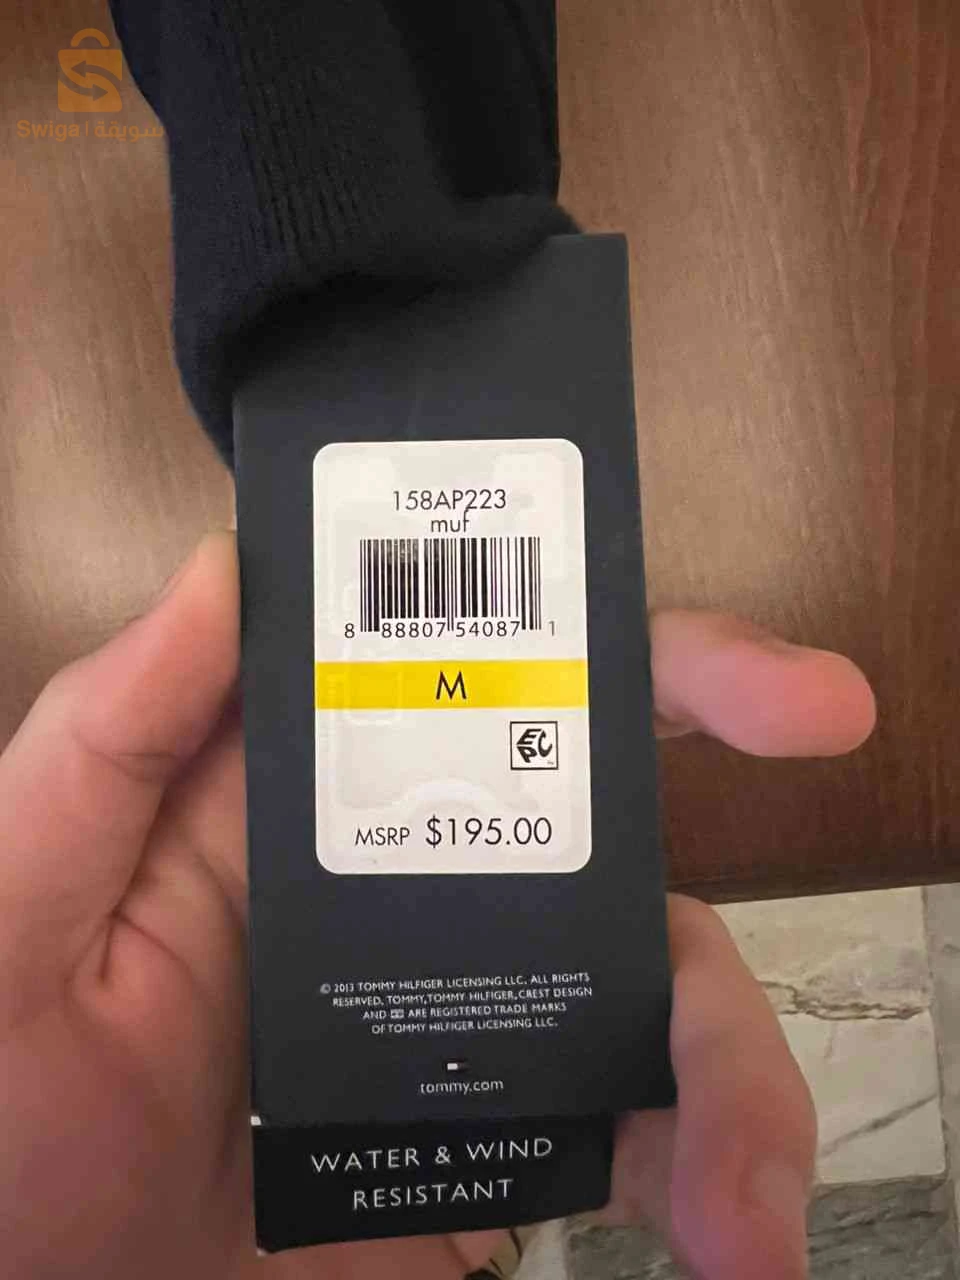 Swiga | سويقة
158AP223
muf
8 88807 54087 1
M
EPC
MSRP $195.00
© 2013 TOMMY HILFIGER LICENSING LLC. ALL RIGHTS
RESERVED. TOMMY, TOMMY HILFIGER, CREST DESIGN
AND ARE REGISTERED TRADE MARKS
OF TOMMY HILFIGER LICENSING LLC.
tommy.com
WATER & WIND
RESISTANT